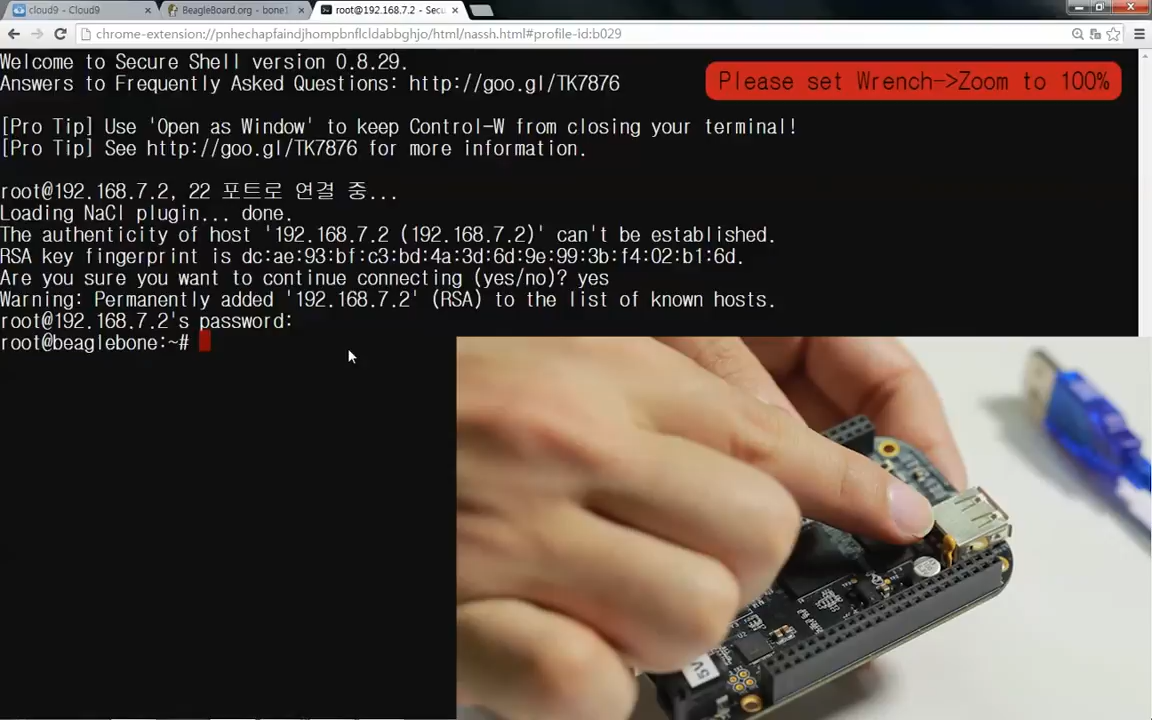 cloud9 - Cloud9
BeagleBoard.org - bone1
root@192.168.7.2 - Secu
chrome-extension://pnhechapfaindjhompbnflcldabbghjo/html/nassh.html#profile-id:b029
Welcome to Secure Shell version 0.8.29.
Answers to Frequently Asked Questions: http://goo.gl/TK7876
Please set Wrench->Zoom to 100%
[Pro Tip] Use 'Open as Window' to keep Control-W from closing your terminal!
[Pro Tip] See http://goo.gl/TK7876 for more information.
root@192.168.7.2, 22 포트로 연결 중...
Loading NaCl plugin... done.
The authenticity of host '192.168.7.2 (192.168.7.2)' can't be established.
RSA key fingerprint is dc:ae:93:bf:c3:bd:4a:3d:6d:9e:99:3b:f4:02:b1:6d.
Are you sure you want to continue connecting (yes/no)? yes
Warning: Permanently added '192.168.7.2' (RSA) to the list of known hosts.
root@192.168.7.2's password:
root@beaglebone:~#
5V